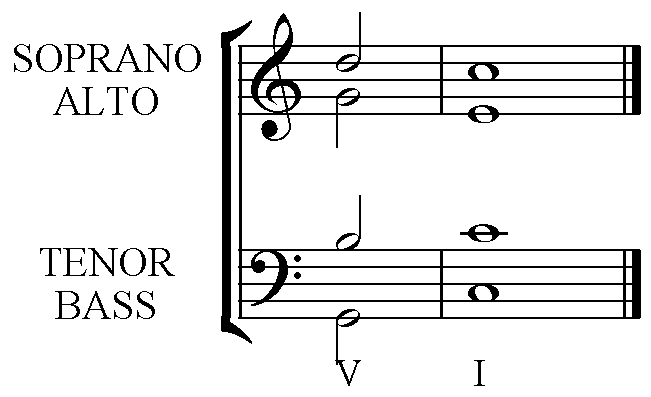 SOPRANO
ALTO
TENOR
BASS
V I